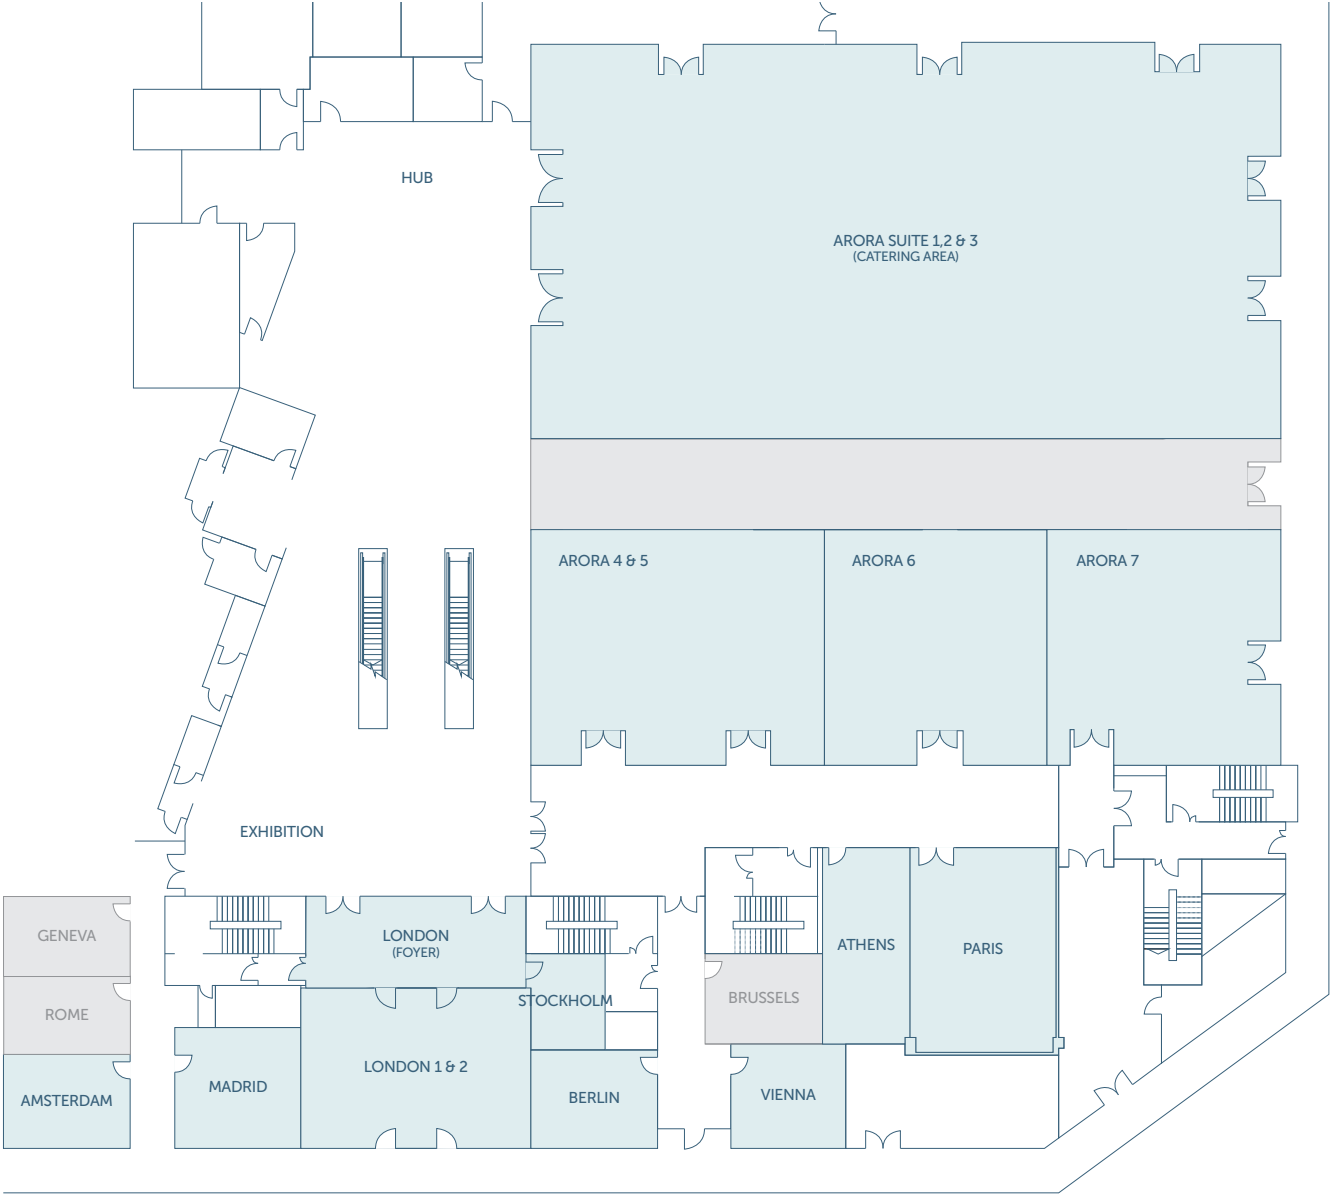 HUB
ARORA SUITE 1,2 & 3
(CATERING AREA)
ARORA 4 & 5
ARORA 6
ARORA 7
EXHIBITION
GENEVA
LONDON
(FOYER)
ATHENS
PARIS
ROME
STOCKHOLM
BRUSSELS
AMSTERDAM
MADRID
LONDON 1 & 2
BERLIN
VIENNA